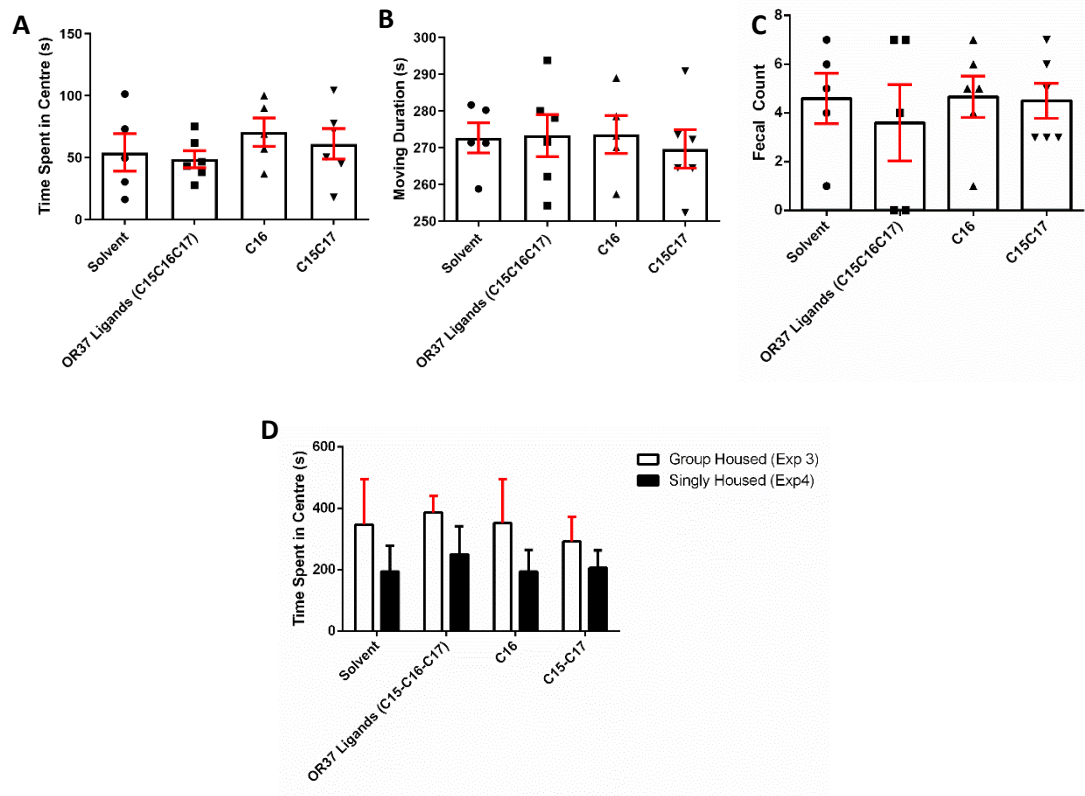 A
Time Spent in Centre (s)
150
100
50
0
Solvent
OR37 Ligands (C15C16C17)
C16
C15C17
B
Moving Duration (s)
300
290
280
270
260
250
Solvent
OR37 Ligands (C15C16C17)
C16
C15C17
C
Fecal Count
8
6
4
2
0
Solvent
OR37 Ligands (C15C16C17)
C16
C15C17
D
Time Spent in Centre (s)
600
400
200
0
Solvent
OR37 Ligands (C15-C16-C17)
C16
C15-C17
Group Housed (Exp 3)
Singly Housed (Exp4)